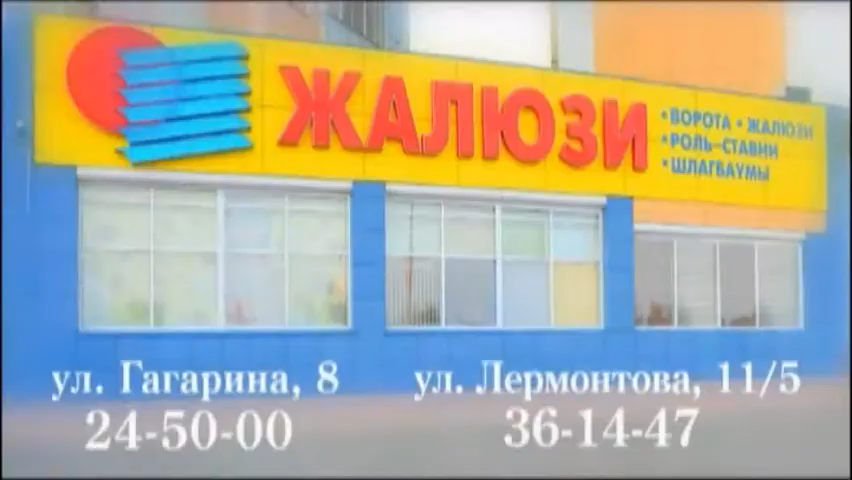 ЖАЛЮЗИ
•ВОРОТА •ЖАЛЮЗИ
•РОЛЬ-СТАВНИ
•ШЛАГБАУМЫ
ул. Гагарина, 8
24-50-00
ул. Лермонтова, 11/5
36-14-47